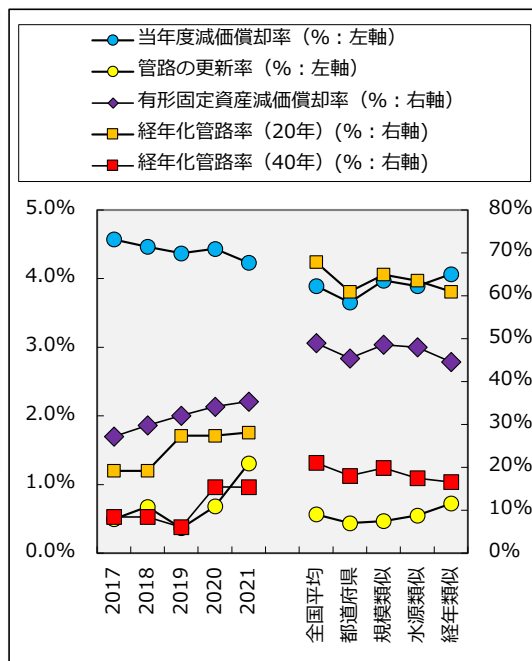 当年度減価償却率（%：左軸）
管路の更新率（%：左軸）
有形固定資産減価償却率（%：右軸）
経年化管路率（20年）(%：右軸)
経年化管路率（40年）(%：右軸)
5.0%
4.0%
3.0%
2.0%
1.0%
0.0%
80%
70%
60%
50%
40%
30%
20%
10%
0%
2017
2018
2019
2020
2021
全国平均
都道府県
規模類似
水源類似
経年類似